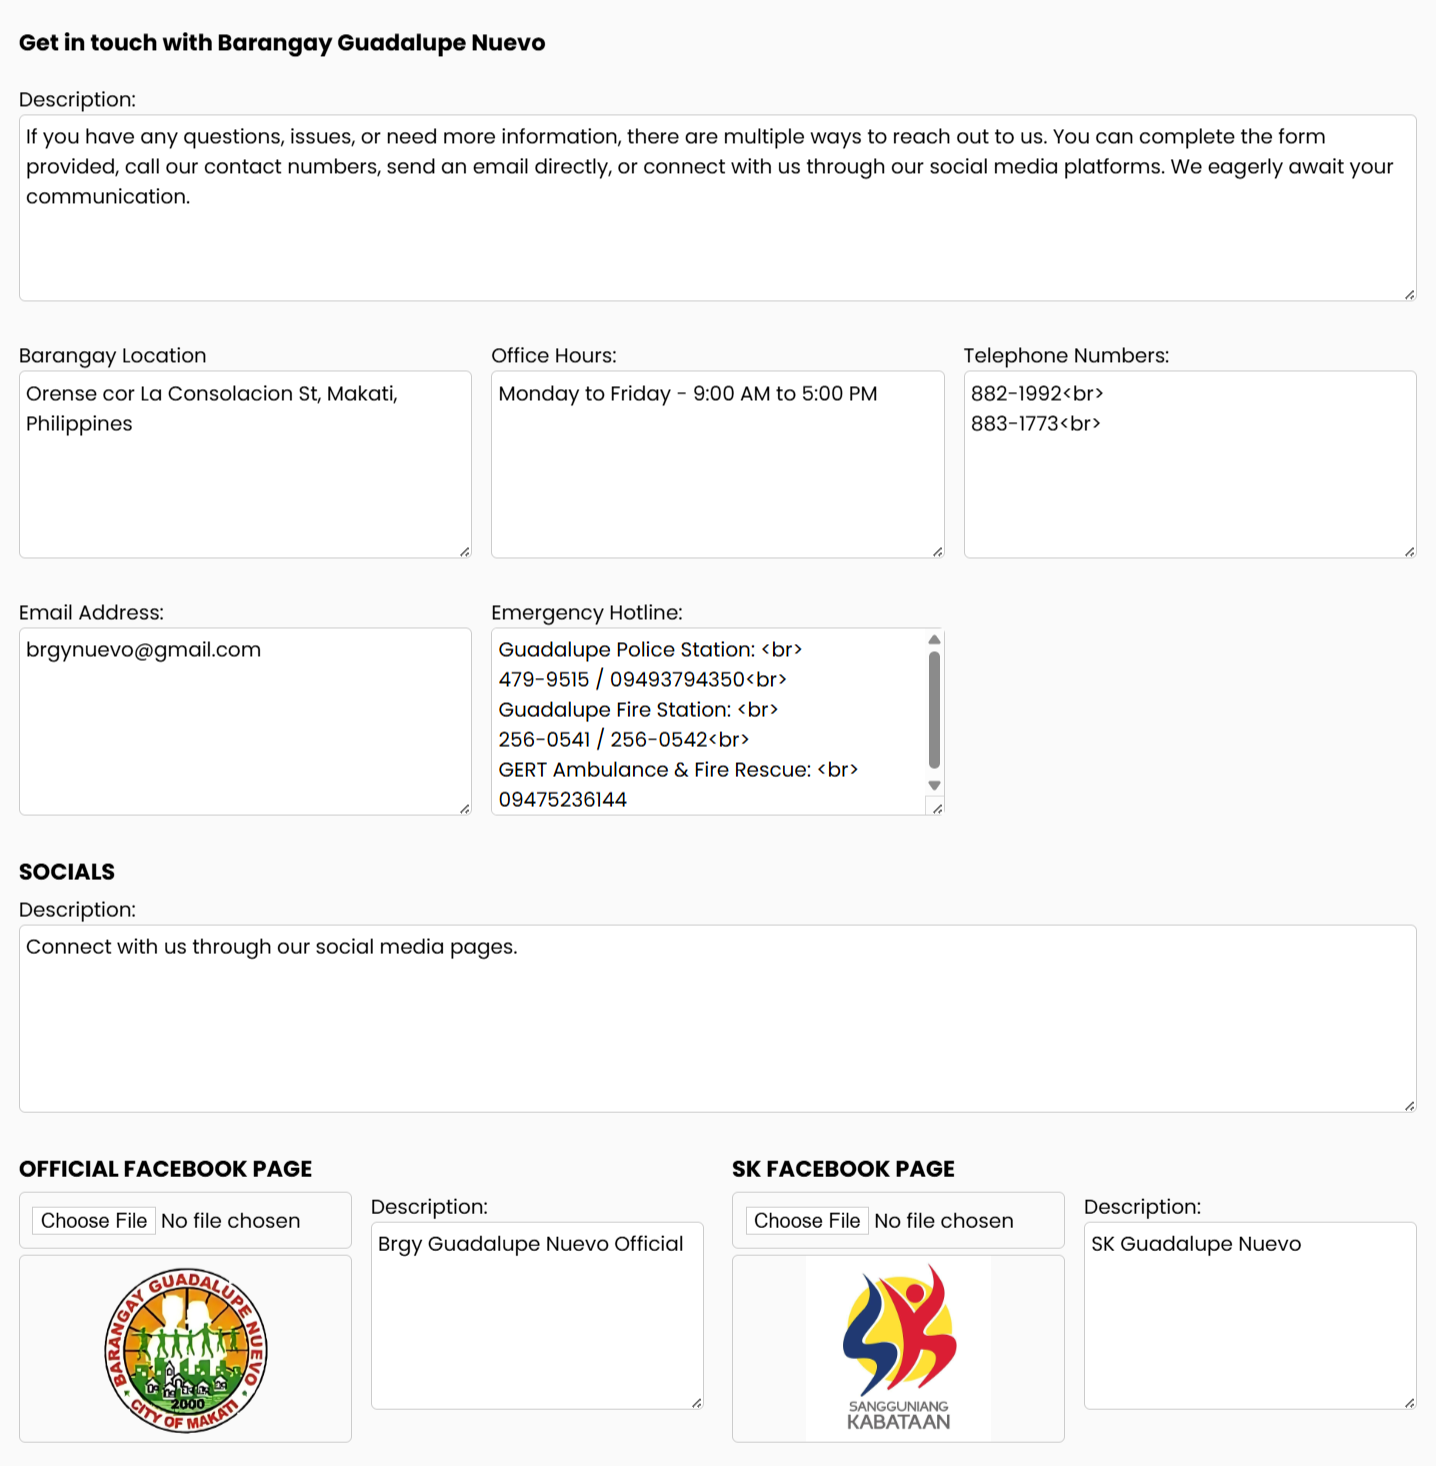 Get in touch with Barangay Guadalupe Nuevo
Description:
If you have any questions, issues, or need more information, there are multiple ways to reach out to us. You can complete the form
provided, call our contact numbers, send an email directly, or connect with us through our social media platforms. We eagerly await your
communication.
Barangay Location
Orense cor La Consolacion St, Makati,
Philippines
Office Hours:
Monday to Friday - 9:00 AM to 5:00 PM
Telephone Numbers:
882-1992<br>
883-1773<br>
Email Address:
brgynuevo@gmail.com
Emergency Hotline:
Guadalupe Police Station: <br>
479-9515 / 09493794350<br>
Guadalupe Fire Station: <br>
256-0541 / 256-0542<br>
GERT Ambulance & Fire Rescue: <br>
09475236144
SOCIALS
Description:
Connect with us through our social media pages.
OFFICIAL FACEBOOK PAGE
Choose File No file chosen
BARANGAY GUADALUPE NUEVO
2000
CITY OF MAKATI
Description:
Brgy Guadalupe Nuevo Official
SK FACEBOOK PAGE
Choose File No file chosen
SANGGUNIANG
KABATAAN
Description:
SK Guadalupe Nuevo